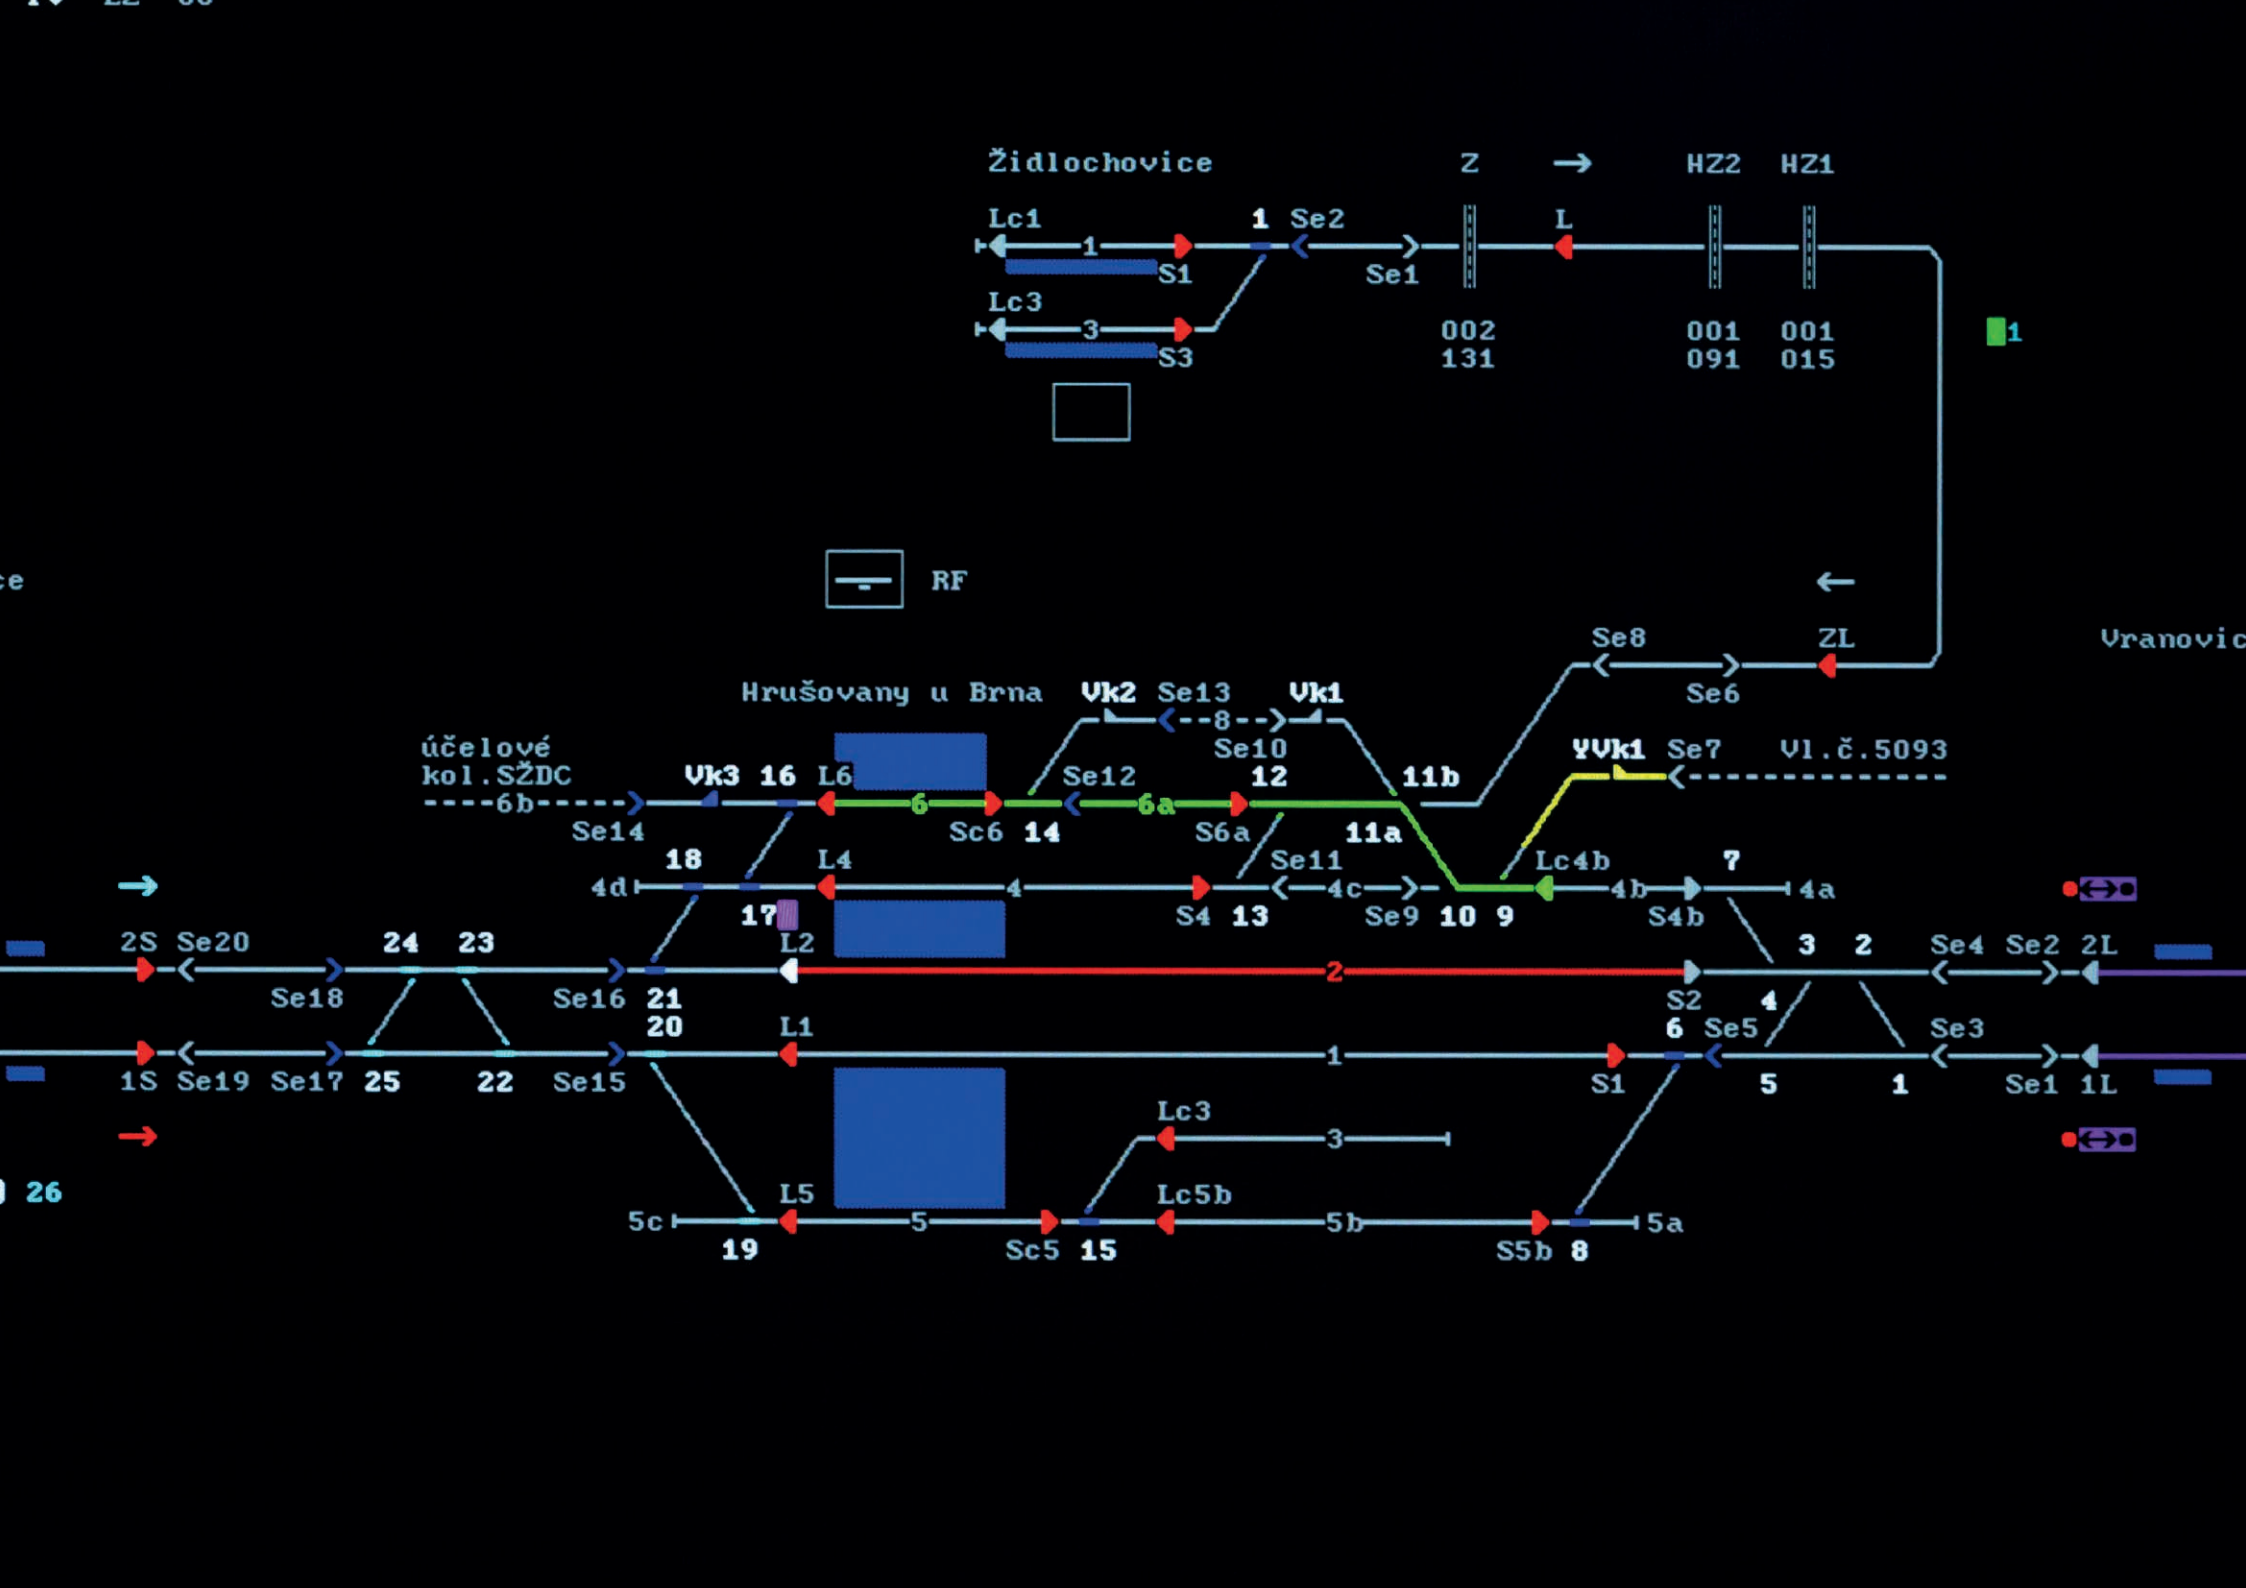 Židlochovice Z → HZ2 HZ1
Lc1 1 Se2 L
1
S1 Se1
Lc3
3 002 001 001 1
S3 131 091 015
RF ←
Se8 ZL Vranovic
Se6
Hrušovany u Brna Vk2 Se13 Vk1
8
účelové Se10 YVk1 Se7 Vl.č.5093
kol.SŽDC Vk3 16 L6 Se12 12 11b
6b 6 6a
Se14 Sc6 14 S6a 11a
18 L4 Se11 Lc4b 7
→ 4d 4 4c 4b 4a
17 S4 13 Se9 10 9 S4b
2S Se20 24 23 L2 3 2 Se4 Se2 2L
2
Se18 Se16 21 S2 4
20 L1 6 Se5 Se3
1
1S Se19 Se17 25 22 Se15 S1 5 1 Se1 1L
Lc3
→ 3
26 L5 Lc5b
5c 5 5b 5a
19 Sc5 15 S5b 8